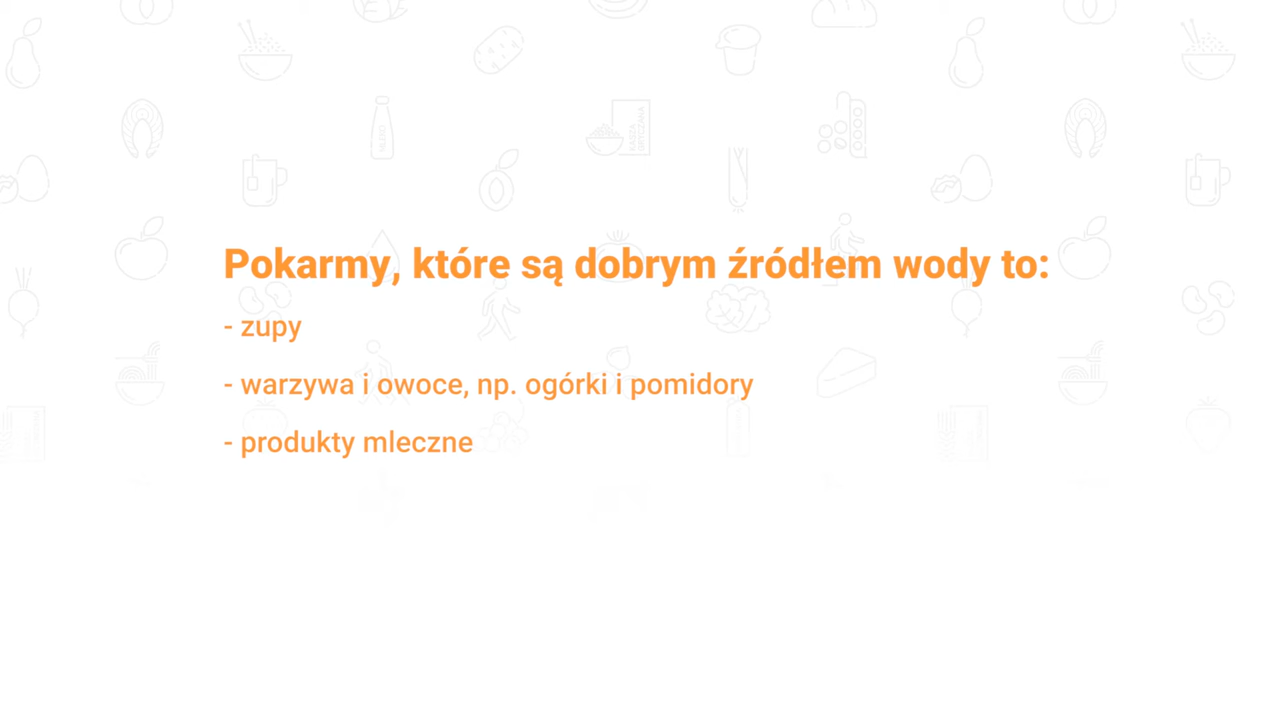 Pokarmy, które są dobrym źródłem wody to:
- zupy
- warzywa i owoce, np. ogórki i pomidory
- produkty mleczne